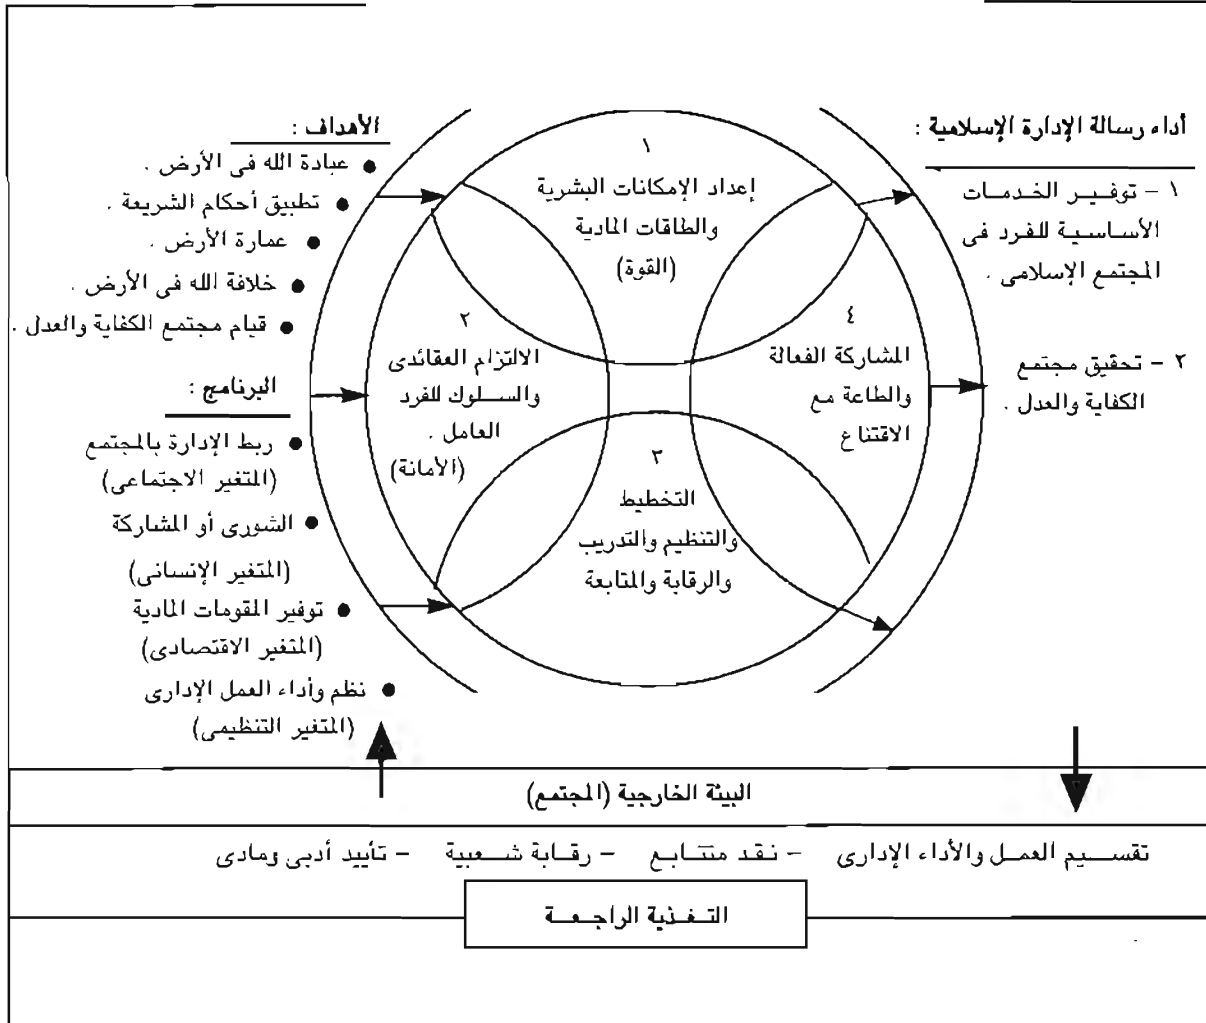 أداء رسالة الإدارة الإسلامية :
١ – توفير الخدمات
الأساسية للفرد فى
المجتمع الإسلامى .
٢ – تحقيق مجتمع
الكفاية والعدل .
١
إعداد الإمكانات البشرية
والطاقات المادية
(القوة)
٢
الالتزام العقائدى
والسلوك للفرد
العامل .
(الأمانة)
٣
التخطيط
والتنظيم والتدريب
والرقابة والمتابعة
٤
المشاركة الفعالة
والطاعة مع
الاقتناع
الأهداف :
● عبادة الله فى الأرض .
● تطبيق أحكام الشريعة .
● عمارة الأرض .
● خلافة الله فى الأرض .
● قيام مجتمع الكفاية والعدل .
البرنامج :
● ربط الإدارة بالمجتمع
(المتغير الاجتماعى)
● الشورى أو المشاركة
(المتغير الإنسانى)
● توفير المقومات المادية
(المتغير الاقتصادى)
● نظم وأداء العمل الإدارى
(المتغير التنظيمى)
البيئة الخارجية (المجتمع)
تقسيم العمل والأداء الإدارى – نقد متتابع – رقابة شعبية – تأييد أدبى ومادى
التغذية الراجعة